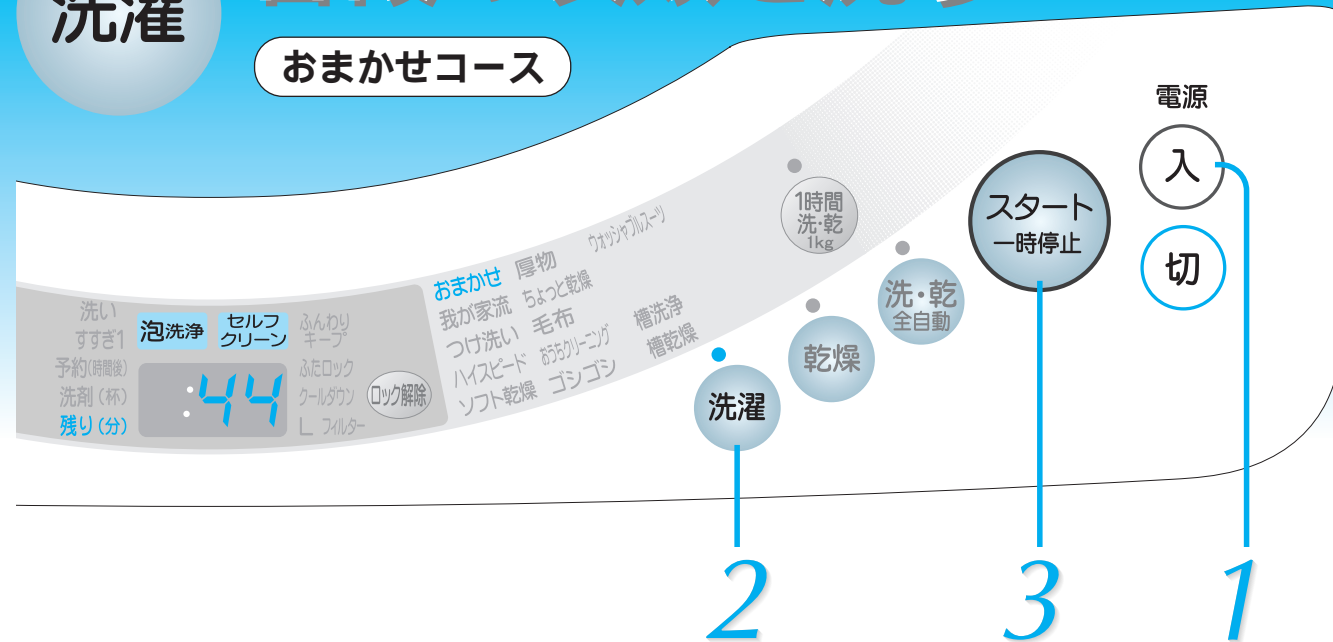 洗濯
おまかせコース
電源
入
切
スタート
一時停止
1時間
洗・乾
1kg
洗・乾
全自動
乾燥
洗濯
おまかせ 厚物 ウォッシャブルスーツ
我が家流 ちょっと乾燥
つけ洗い 毛布 槽洗浄
ハイスピード おうちクリーニング 槽乾燥
ソフト乾燥 ゴシゴシ
洗い
すすぎ1
予約(時間後)
洗剤(杯)
残り(分)
泡洗浄
セルフ
クリーン
:44
ふんわり
キープ
ふたロック
クールダウン
フィルター
ロック解除
2
3
1